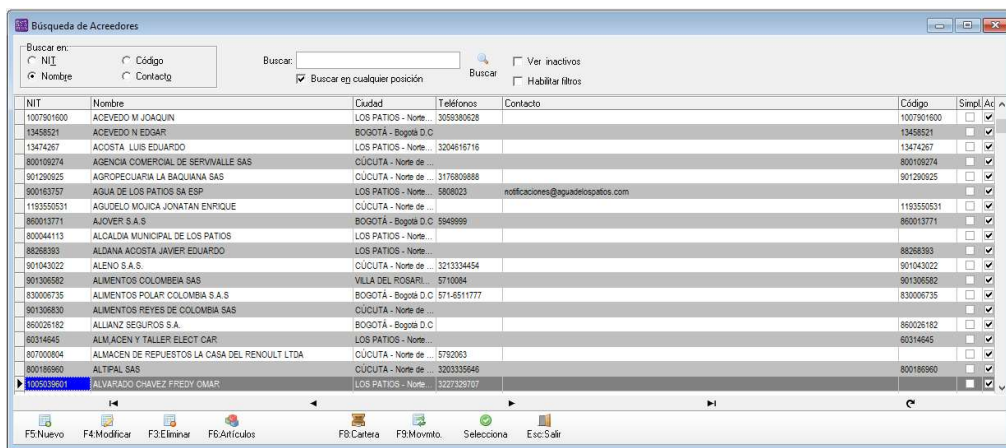 Búsqueda de Acreedores
Buscar en:
NIT Código
Nombre Contacto
Buscar:
Buscar en cualquier posición
Buscar
Ver inactivos
Habilitar filtros
NIT Nombre Ciudad Teléfonos Contacto Código Simpl. Ac
1007901600 ACEVEDO M JOAQUIN LOS PATIOS - Norte... 3059380628 1007901600
13458521 ACEVEDO N EDGAR BOGOTÁ - Bogotá D.C 13458521
13474267 ACOSTA LUIS EDUARDO LOS PATIOS - Norte... 3204616716 13474267
800109274 AGENCIA COMERCIAL DE SERVIVALLE SAS CÚCUTA - Norte de ... 800109274
901290925 AGROPECUARIA LA BAQUIANA SAS CÚCUTA - Norte de ... 3176809888 901290925
900163757 AGUA DE LOS PATIOS SA ESP LOS PATIOS - Norte... 5808023 notificaciones@aguadelospatios.com
1193550531 AGUDELO MOJICA JONATAN ENRIQUE CÚCUTA - Norte de ... 1193550531
860013771 AJOVER S.A.S BOGOTÁ - Bogotá D.C 5949999 860013771
800044113 ALCALDIA MUNICIPAL DE LOS PATIOS LOS PATIOS - Norte...
88268393 ALDANA ACOSTA JAVIER EDUARDO LOS PATIOS - Norte... 88268393
901043022 ALENO S.A.S. CÚCUTA - Norte de ... 3213334454 901043022
901306582 ALIMENTOS COLOMBEIA SAS VILLA DEL ROSARI... 5710084 901306582
830006735 ALIMENTOS POLAR COLOMBIA S.A.S BOGOTÁ - Bogotá D.C 571-6511777 830006735
901306830 ALIMENTOS REYES DE COLOMBIA SAS CÚCUTA - Norte de ...
860026182 ALLIANZ SEGUROS S.A. BOGOTÁ - Bogotá D.C 860026182
60314645 ALM,ACEN Y TALLER ELECT CAR LOS PATIOS - Norte... 60314645
807000804 ALMACEN DE REPUESTOS LA CASA DEL RENOULT LTDA CÚCUTA - Norte de ... 5792063
800186960 ALTIPAL SAS CÚCUTA - Norte de ... 3203335646 800186960
1005039601 ALVARADO CHAVEZ FREDY OMAR LOS PATIOS - Norte... 3227329707
F5:Nuevo F4:Modificar F3:Eliminar F6:Artículos F8:Cartera F9:Movmto. Selecciona Esc:Salir